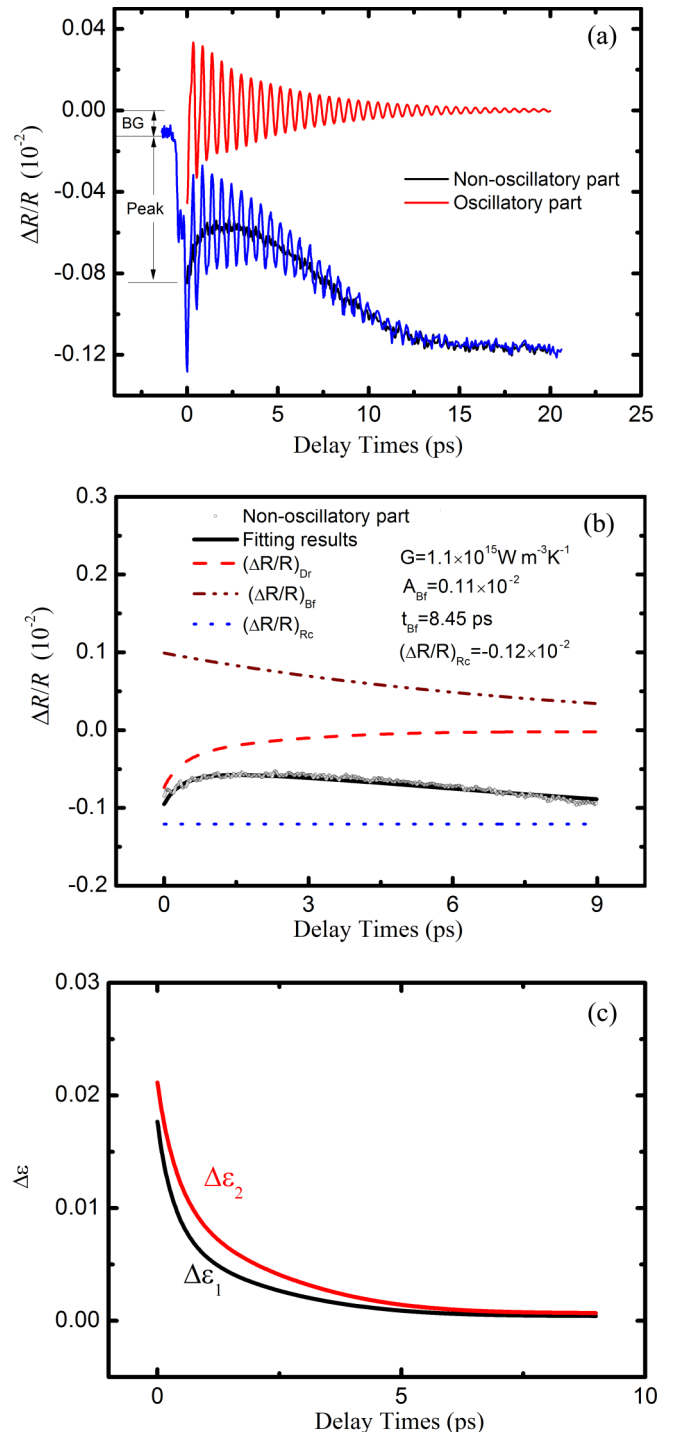 (a)
0.04
0.00
-0.04
-0.08
-0.12
ΔR/R (10⁻²)
BG
Peak
Non-oscillatory part
Oscillatory part
0 5 10 15 20 25
Delay Times (ps)
(b)
0.3
0.2
0.1
0.0
-0.1
-0.2
ΔR/R (10⁻²)
Non-oscillatory part
Fitting results
(ΔR/R)Dr
(ΔR/R)Bf
(ΔR/R)Rc
G=1.1×10¹⁵W m⁻³K⁻¹
ABf=0.11×10⁻²
tBf=8.45 ps
(ΔR/R)Rc=-0.12×10⁻²
0 3 6 9
Delay Times (ps)
(c)
0.03
0.02
0.01
0.00
Δε
Δε₂
Δε₁
0 5 10
Delay Times (ps)